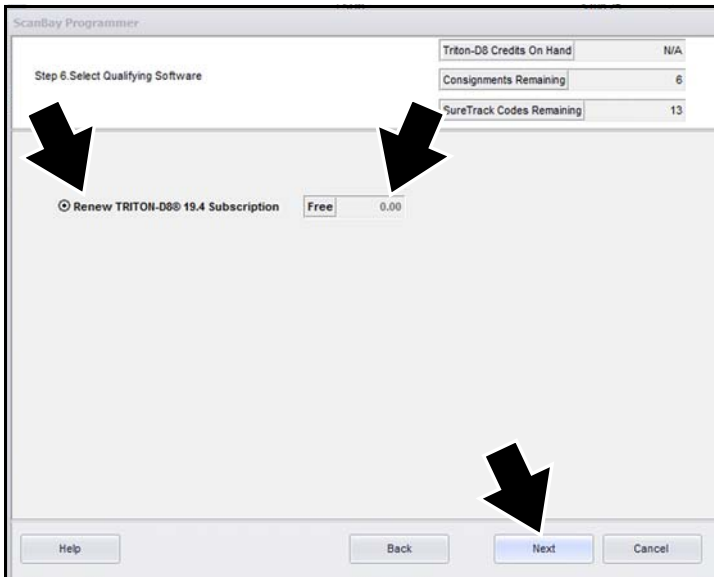 ScanBay Programmer
Step 6.Select Qualifying Software
Triton-D8 Credits On Hand N/A
Consignments Remaining 6
SureTrack Codes Remaining 13
Renew TRITON-D8® 19.4 Subscription Free 0.00
Help Back Next Cancel